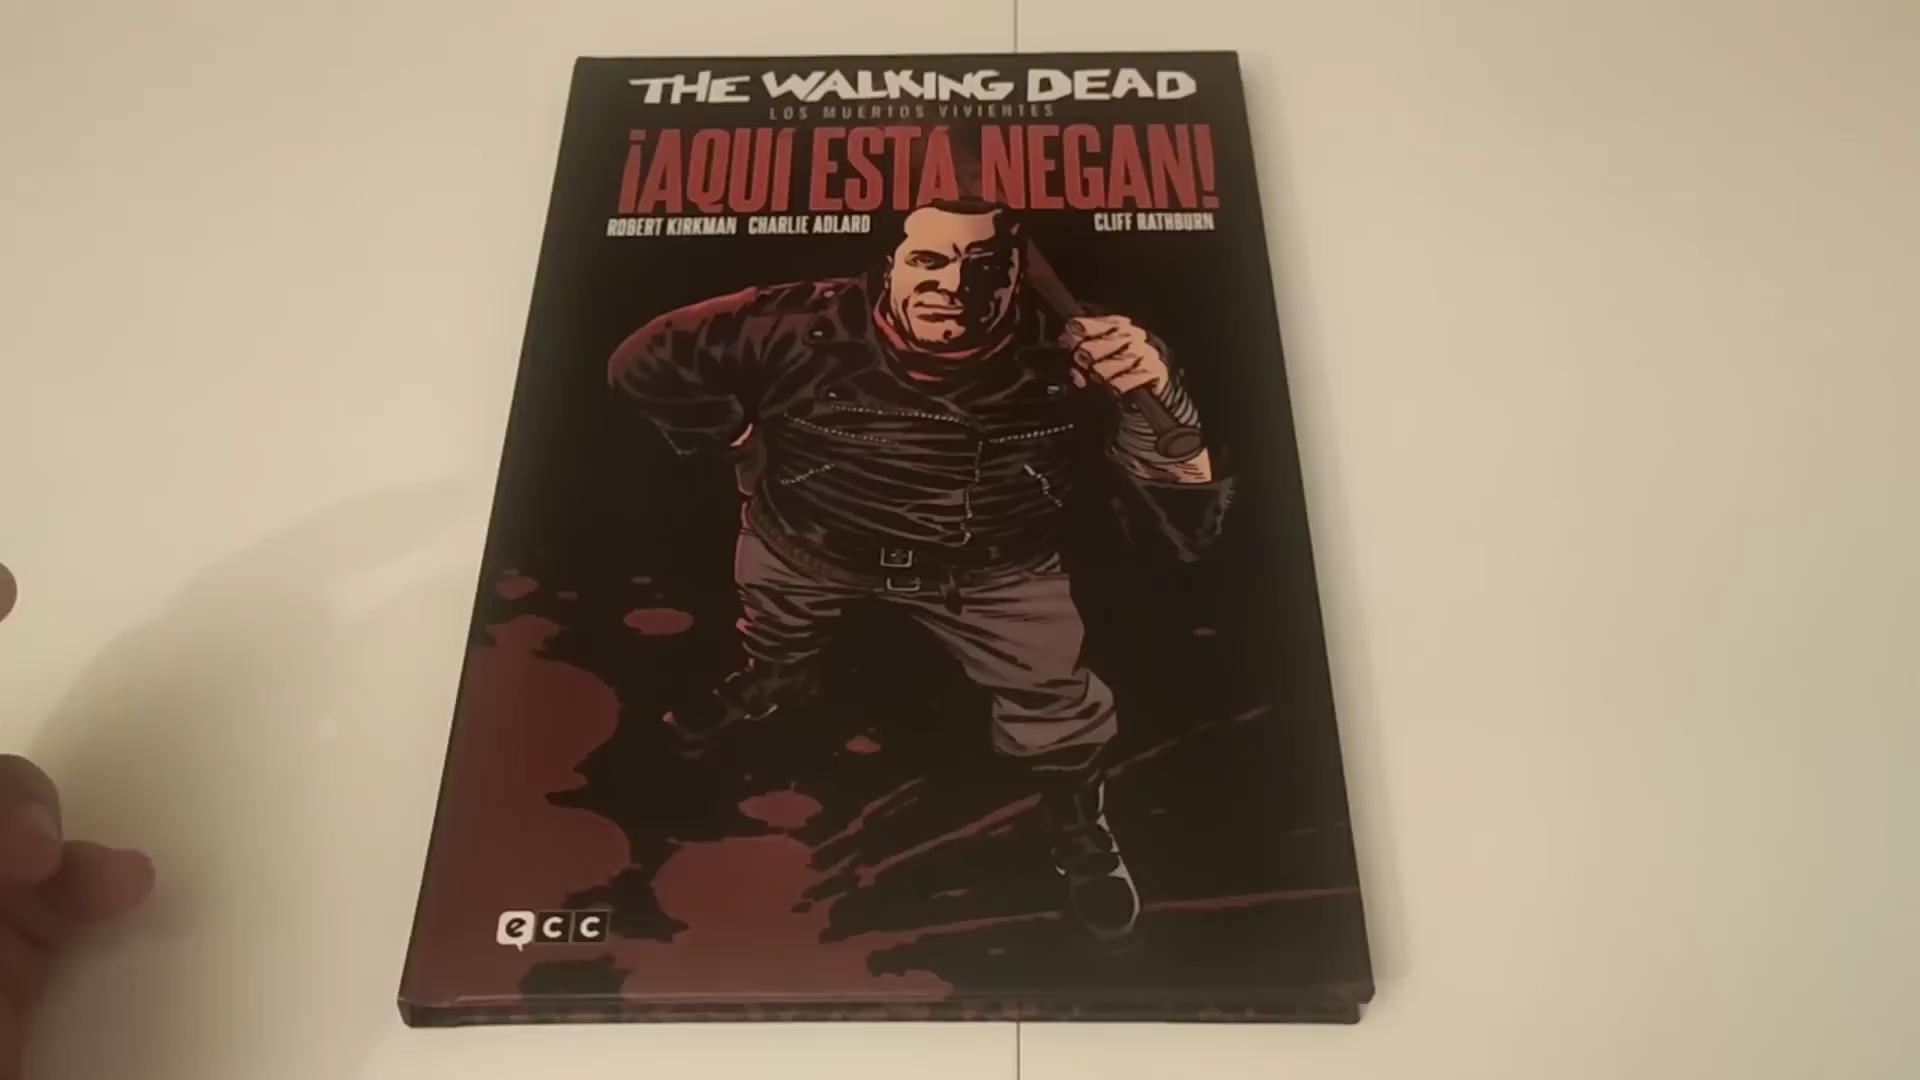 THE WALKING DEAD
LOS MUERTOS VIVIENTES
¡AQUÍ ESTÁ NEGAN!
ROBERT KIRKMAN CHARLIE ADLARD CLIFF RATHBURN
ecc